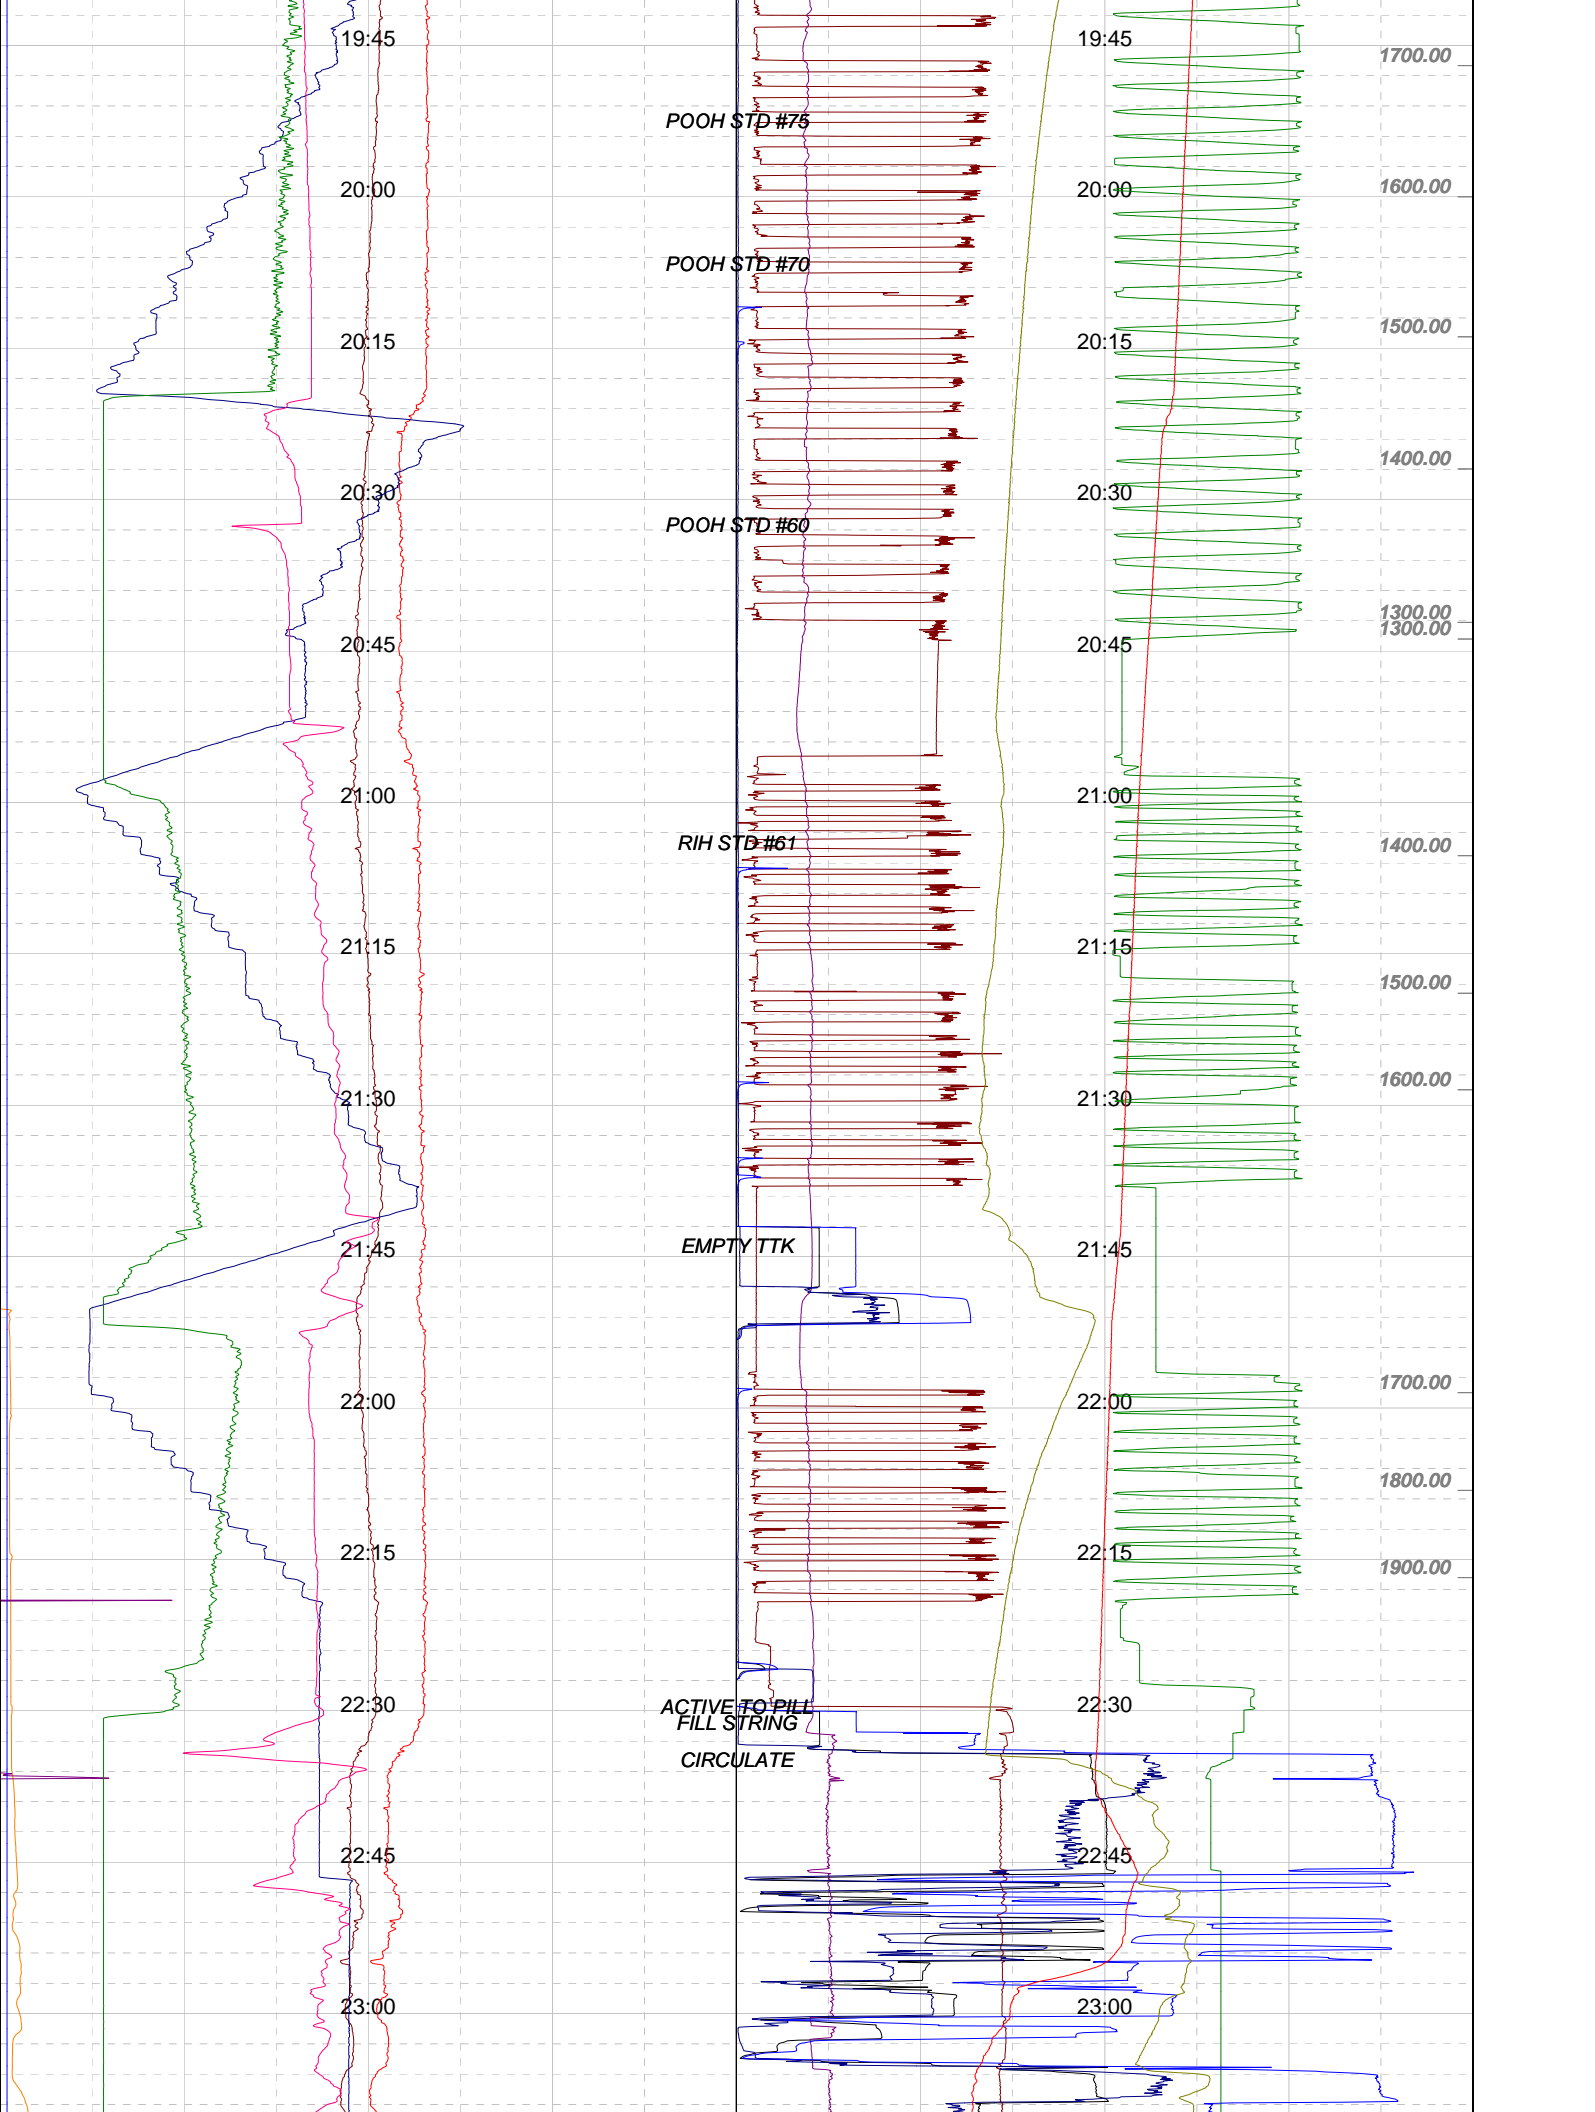 19:45 19:45 1700.00
POOH STD #75
20:00 20:00 1600.00
POOH STD #70
1500.00
20:15 20:15
1400.00
20:30 20:30
POOH STD #60
1300.00
1300.00
20:45 20:45
21:00 21:00
RIH STD #61 1400.00
21:15 21:15
1500.00
1600.00
21:30 21:30
EMPTY TTK
21:45 21:45
1700.00
22:00 22:00
1800.00
22:15 22:15
1900.00
22:30 22:30
ACTIVE TO PILL
FILL STRING
CIRCULATE
22:45 22:45
23:00 23:00